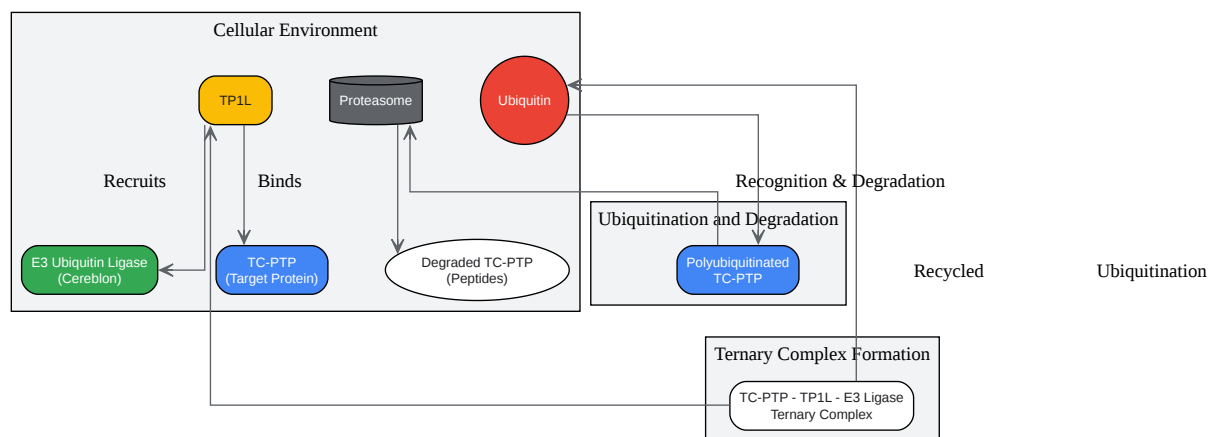 Cellular Environment
TP1L
Proteasome
Ubiquitin
Recruits
Binds
Recognition & Degradation
Ubiquitination and Degradation
E3 Ubiquitin Ligase
(Cereblon)
TC-PTP
(Target Protein)
Degraded TC-PTP
(Peptides)
Polyubiquitinated
TC-PTP
Recycled
Ubiquitination
Ternary Complex Formation
TC-PTP - TP1L - E3 Ligase
Ternary Complex